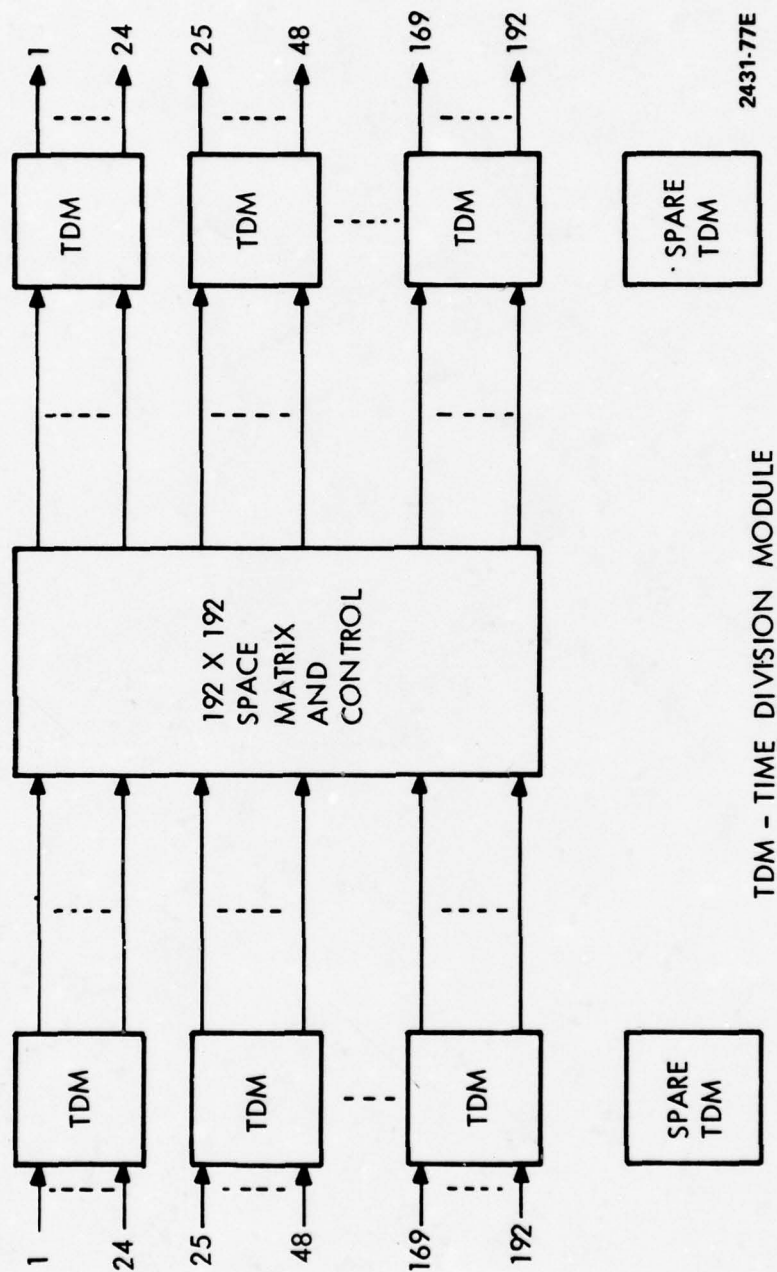 1
24
25
48
169
192
TDM
TDM
TDM
SPARE
TDM
192 X 192
SPACE
MATRIX
AND
CONTROL
TDM
TDM
TDM
SPARE
TDM
1
24
25
48
169
192
TDM - TIME DIVISION MODULE
2431-77E